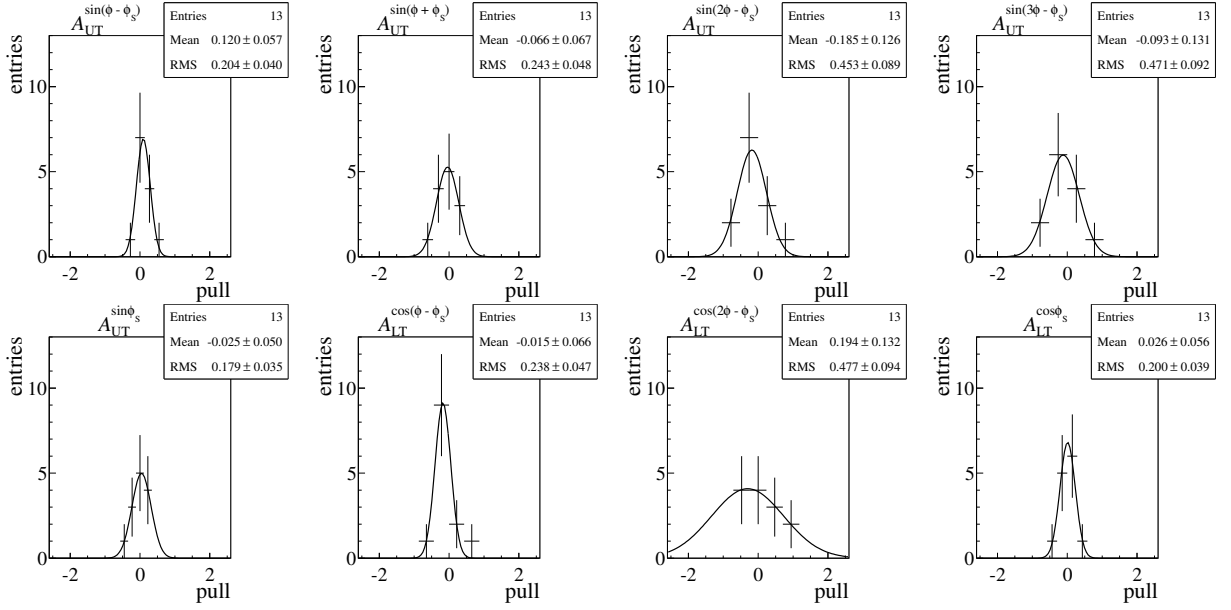 A_UT^sin(ϕ - ϕ_S)
Entries 13
Mean 0.120 ± 0.057
RMS 0.204 ± 0.040
entries
10
5
0
-2 0 2
pull
A_UT^sin(ϕ + ϕ_S)
Entries 13
Mean -0.066 ± 0.067
RMS 0.243 ± 0.048
entries
10
5
0
-2 0 2
pull
A_UT^sin(2ϕ - ϕ_S)
Entries 13
Mean -0.185 ± 0.126
RMS 0.453 ± 0.089
entries
10
5
0
-2 0 2
pull
A_UT^sin(3ϕ - ϕ_S)
Entries 13
Mean -0.093 ± 0.131
RMS 0.471 ± 0.092
entries
10
5
0
-2 0 2
pull
A_UT^sinϕ_S
Entries 13
Mean -0.025 ± 0.050
RMS 0.179 ± 0.035
entries
10
5
0
-2 0 2
pull
A_LT^cos(ϕ - ϕ_S)
Entries 13
Mean -0.015 ± 0.066
RMS 0.238 ± 0.047
entries
10
5
0
-2 0 2
pull
A_LT^cos(2ϕ - ϕ_S)
Entries 13
Mean 0.194 ± 0.132
RMS 0.477 ± 0.094
entries
10
5
0
-2 0 2
pull
A_LT^cosϕ_S
Entries 13
Mean 0.026 ± 0.056
RMS 0.200 ± 0.039
entries
10
5
0
-2 0 2
pull